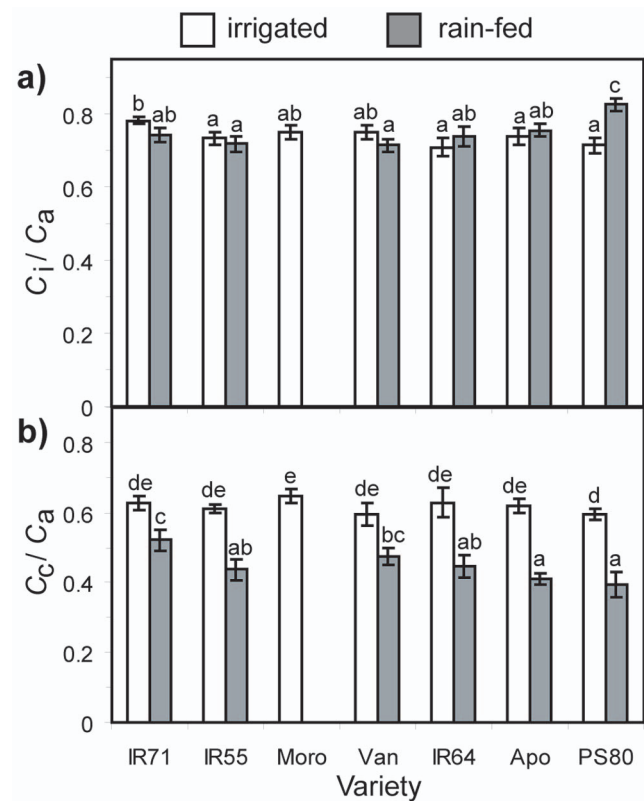 irrigated rain-fed
a)
0.8
0.6
0.4
0.2
0
Ci / Ca
b ab a a ab ab a a ab a ab a c
b)
0.8
0.6
0.4
0.2
0
Cc / Ca
de c de ab e de bc de ab de a d a
IR71 IR55 Moro Van IR64 Apo PS80
Variety